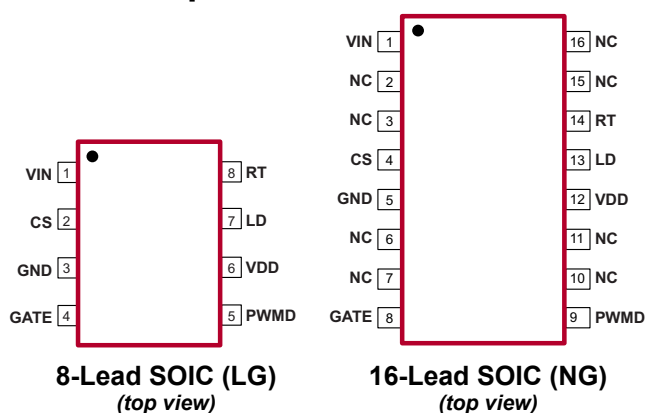 VIN 1
CS 2
GND 3
GATE 4
8 RT
7 LD
6 VDD
5 PWMD
8-Lead SOIC (LG)
(top view)
VIN 1
NC 2
NC 3
CS 4
GND 5
NC 6
NC 7
GATE 8
16 NC
15 NC
14 RT
13 LD
12 VDD
11 NC
10 NC
9 PWMD
16-Lead SOIC (NG)
(top view)